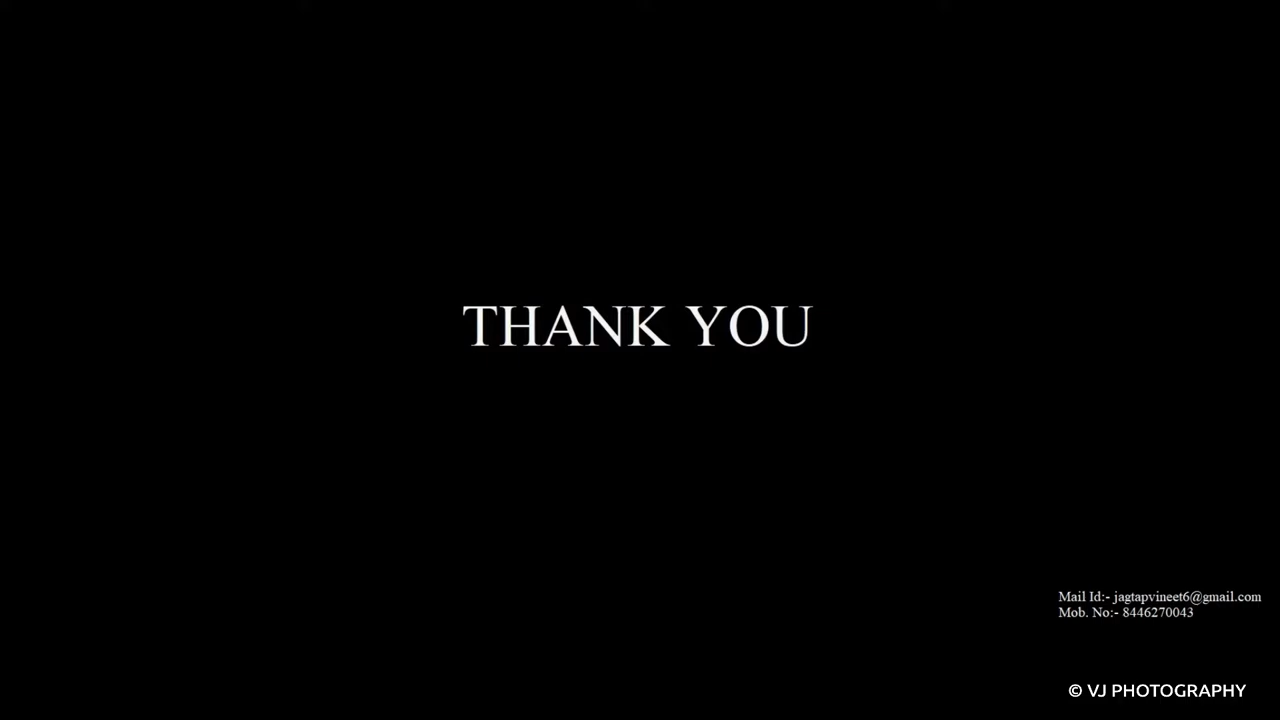 THANK YOU
Mail Id:- jagtapvineet6@gmail.com
Mob. No:- 8446270043
© VJ PHOTOGRAPHY